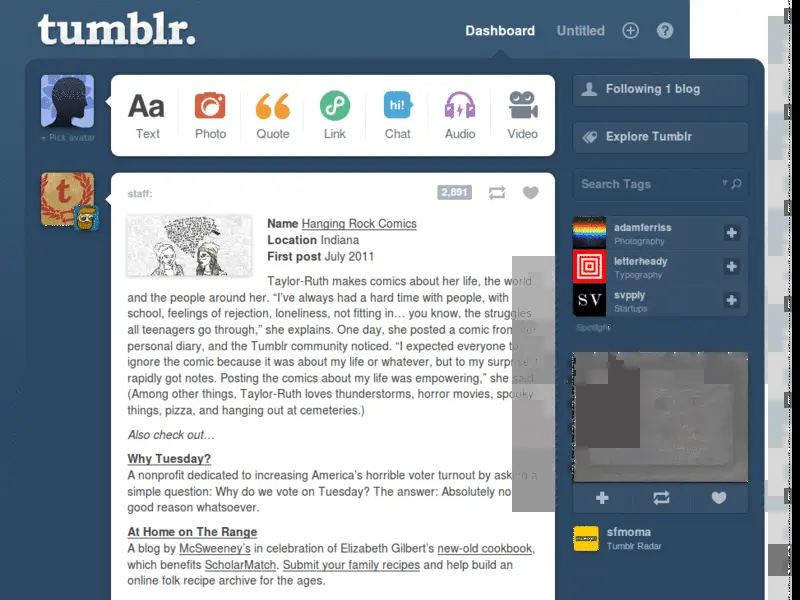 tumblr.
Dashboard
Untitled
+ Pick avatar
Aa
hi!
Text
Photo
Quote
Link
Chat
Audio
Video
Following 1 blog
Explore Tumblr
Search Tags
staff:
2,891
Name Hanging Rock Comics
Location Indiana
First post July 2011
Taylor-Ruth makes comics about her life, the world
and the people around her. “I’ve always had a hard time with people, with
school, feelings of rejection, loneliness, not fitting in… you know, the struggles
all teenagers go through,” she explains. One day, she posted a comic from her
personal diary, and the Tumblr community noticed. “I expected everyone to
ignore the comic because it was about my life or whatever, but to my surprise I
rapidly got notes. Posting the comics about my life was empowering,” she said.
(Among other things, Taylor-Ruth loves thunderstorms, horror movies, spooky
things, pizza, and hanging out at cemeteries.)
Also check out…
Why Tuesday?
A nonprofit dedicated to increasing America’s horrible voter turnout by asking a
simple question: Why do we vote on Tuesday? The answer: Absolutely no
good reason whatsoever.
At Home on The Range
A blog by McSweeney’s in celebration of Elizabeth Gilbert’s new-old cookbook,
which benefits ScholarMatch. Submit your family recipes and help build an
online folk recipe archive for the ages.
adamferriss
Photography
letterheady
Typography
SV
svpply
Startups
Spotlight
sfmoma
Tumblr Radar